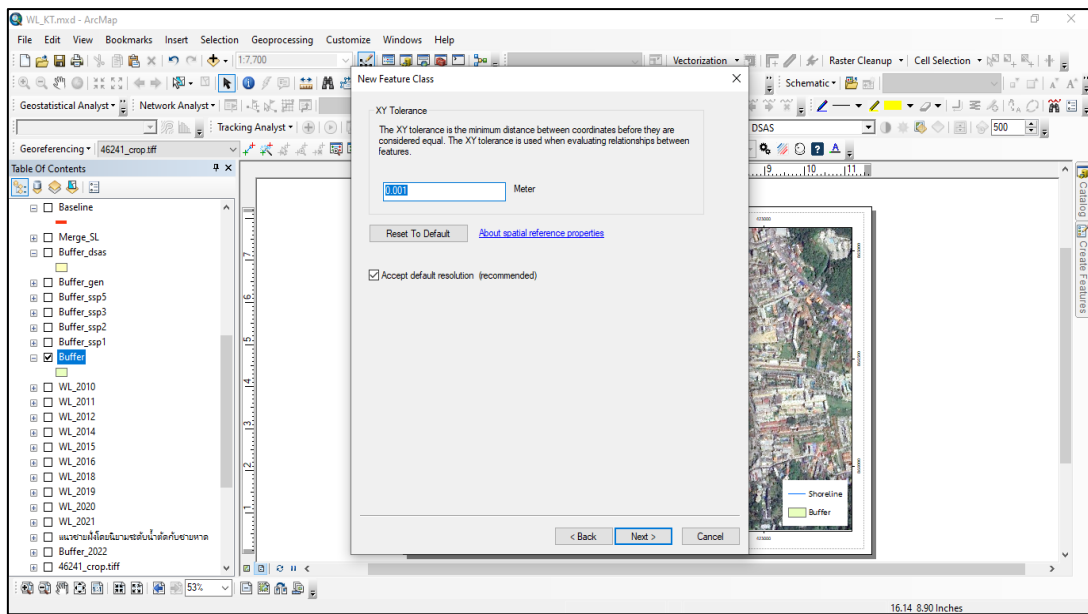 WL_KT.mxd - ArcMap
File Edit View Bookmarks Insert Selection Geoprocessing Customize Windows Help
1:7,700
Vectorization
Raster Cleanup
Cell Selection
Schematic
Geostatistical Analyst
Network Analyst
Tracking Analyst
DSAS
500
Georeferencing
46241_crop.tiff
Table Of Contents
Baseline
Merge_SL
Buffer_dsas
Buffer_gen
Buffer_ssp5
Buffer_ssp3
Buffer_ssp2
Buffer_ssp1
Buffer
WL_2010
WL_2011
WL_2012
WL_2014
WL_2015
WL_2016
WL_2018
WL_2019
WL_2020
WL_2021
แนวชายฝั่งโดยนิยามระดับน้ำตัดกับชายหาด
Buffer_2022
46241_crop.tiff
New Feature Class
XY Tolerance
The XY tolerance is the minimum distance between coordinates before they are
considered equal. The XY tolerance is used when evaluating relationships between
features.
0.001 Meter
Reset To Default About spatial reference properties
Accept default resolution (recommended)
< Back Next > Cancel
9 10 11
Shoreline
Buffer
Catalog
Create Features
53%
16.14 8.90 Inches